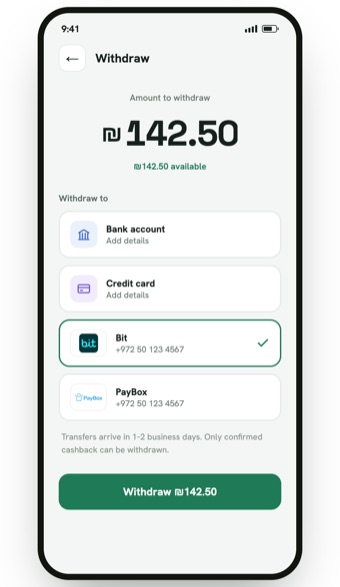 9:41
Withdraw
Amount to withdraw
₪142.50
₪142.50 available
Withdraw to
Bank account
Add details
Credit card
Add details
bit
Bit
+972 50 123 4567
PayBox
PayBox
+972 50 123 4567
Transfers arrive in 1-2 business days. Only confirmed
cashback can be withdrawn.
Withdraw ₪142.50